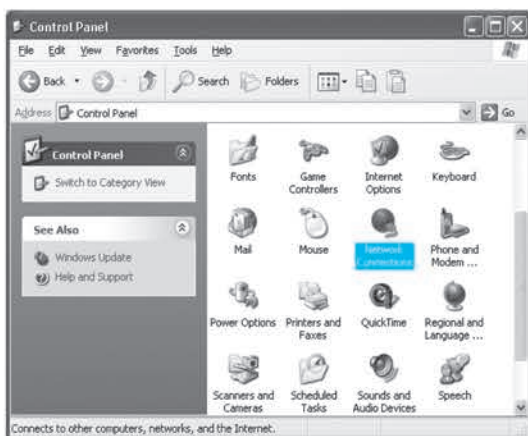 Control Panel
File Edit View Favorites Tools Help
Back Search Folders
Address Control Panel Go
Control Panel
Switch to Category View
See Also
Windows Update
Help and Support
Fonts Game Controllers Internet Options Keyboard
Mail Mouse Network Connections Phone and Modem ...
Power Options Printers and Faxes QuickTime Regional and Language ...
Scanners and Cameras Scheduled Tasks Sounds and Audio Devices Speech
Connects to other computers, networks, and the Internet.